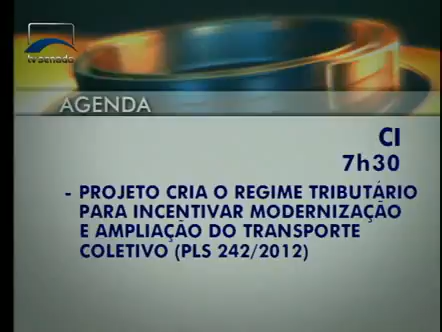 tv senado
AGENDA
CI
7h30
- PROJETO CRIA O REGIME TRIBUTÁRIO
PARA INCENTIVAR MODERNIZAÇÃO
E AMPLIAÇÃO DO TRANSPORTE
COLETIVO (PLS 242/2012)